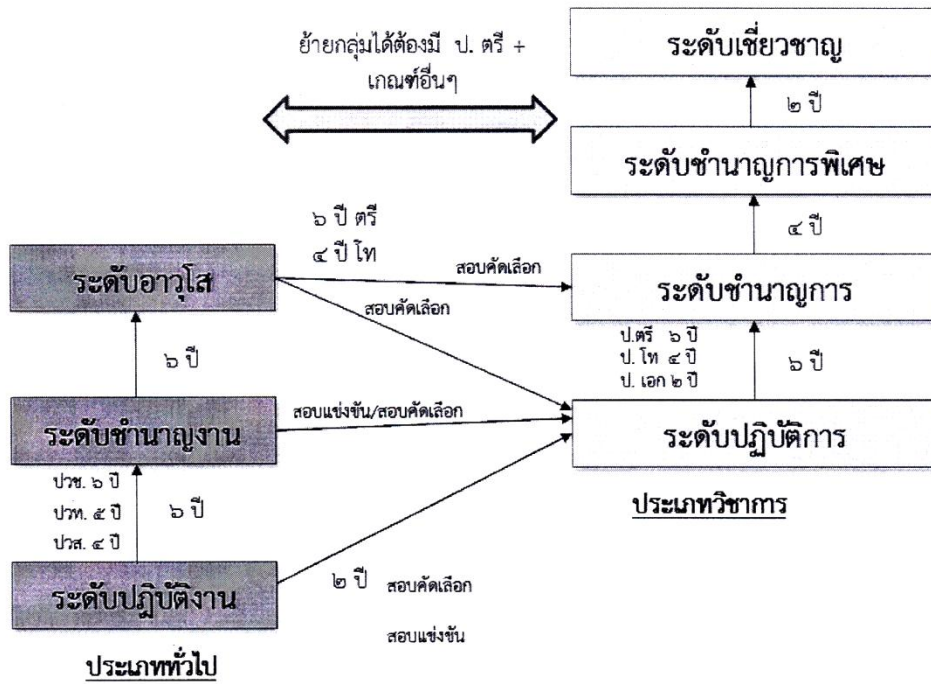 ย้ายกลุ่มได้ต้องมี ป. ตรี +
เกณฑ์อื่นๆ
ระดับเชี่ยวชาญ
๒ ปี
ระดับชำนาญการพิเศษ
๔ ปี
๖ ปี ตรี
๔ ปี โท
ระดับอาวุโส
สอบคัดเลือก
ระดับชำนาญการ
สอบคัดเลือก
๖ ปี
ป.ตรี ๖ ปี
ป. โท ๔ ปี
ป. เอก ๒ ปี
๖ ปี
ระดับชำนาญงาน
สอบแข่งขัน/สอบคัดเลือก
ระดับปฏิบัติการ
ปวช. ๖ ปี
ปวท. ๕ ปี
ปวส. ๔ ปี
๖ ปี
ประเภทวิชาการ
ระดับปฏิบัติงาน
๒ ปี สอบคัดเลือก
สอบแข่งขัน
ประเภททั่วไป